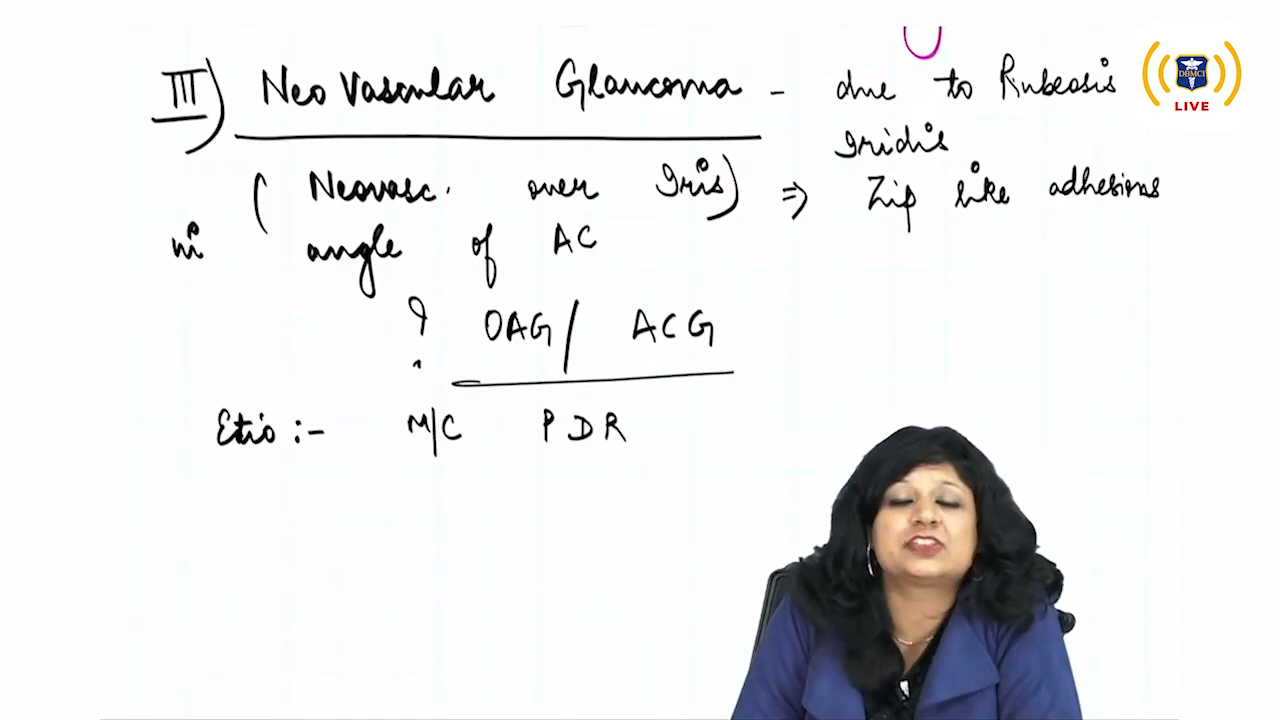 III) Neo Vascular Glaucoma - due to Rubeosis
Iridis
( Neovasc. over Iris) ⇒ Zip like adhesions
in angle of AC
? OAG / ACG
Etio :- M/C PDR
DBMCI
LIVE